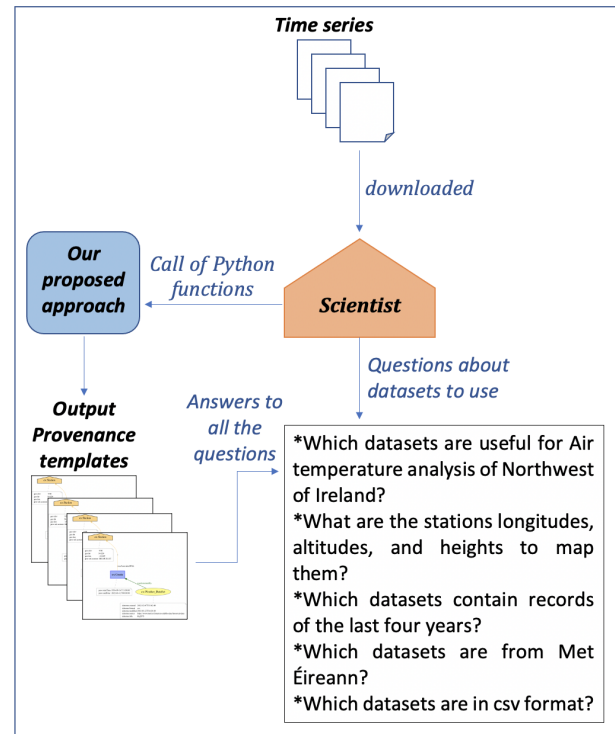 Time series
downloaded
Our
proposed
approach
Call of Python
functions
Scientist
Questions about
datasets to use
Output
Provenance
templates
Answers to
all the
questions
*Which datasets are useful for Air
temperature analysis of Northwest
of Ireland?
*What are the stations longitudes,
altitudes, and heights to map
them?
*Which datasets contain records
of the last four years?
*Which datasets are from Met
Éireann?
*Which datasets are in csv format?